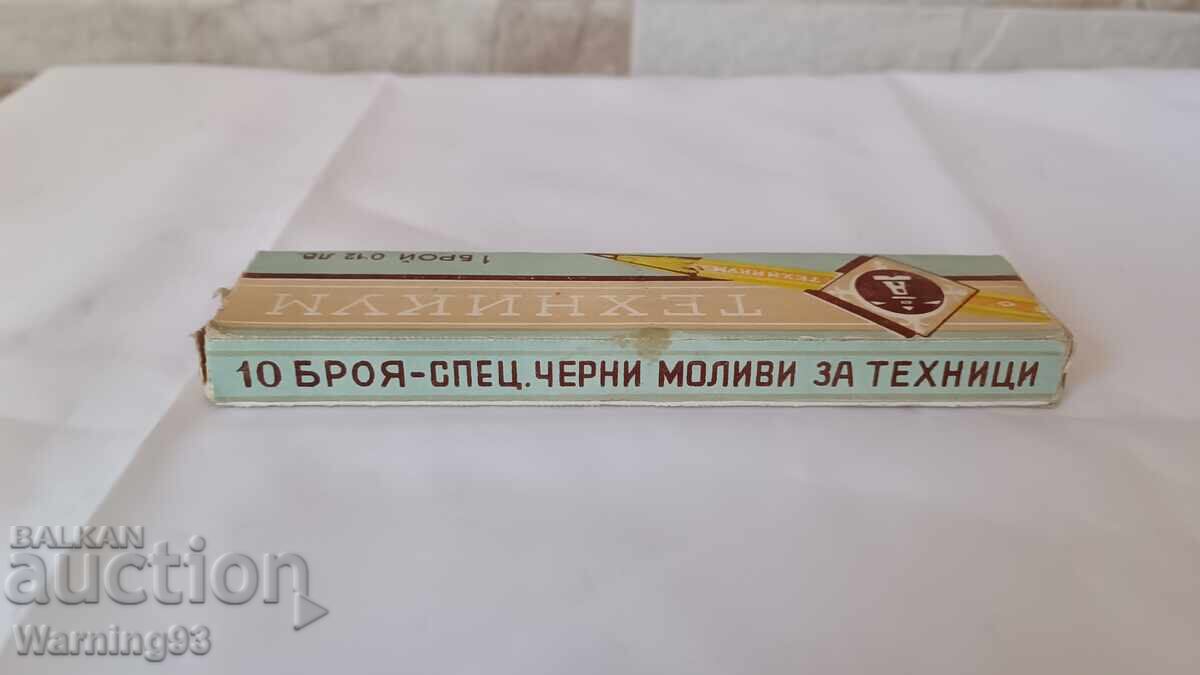 1 БРОЙ 0.12 ЛВ.
ТЕХНИКУМ
ТЕХНИКУМ
10 БРОЯ-СПЕЦ. ЧЕРНИ МОЛИВИ ЗА ТЕХНИЦИ
BALKAN
auction
Warning93